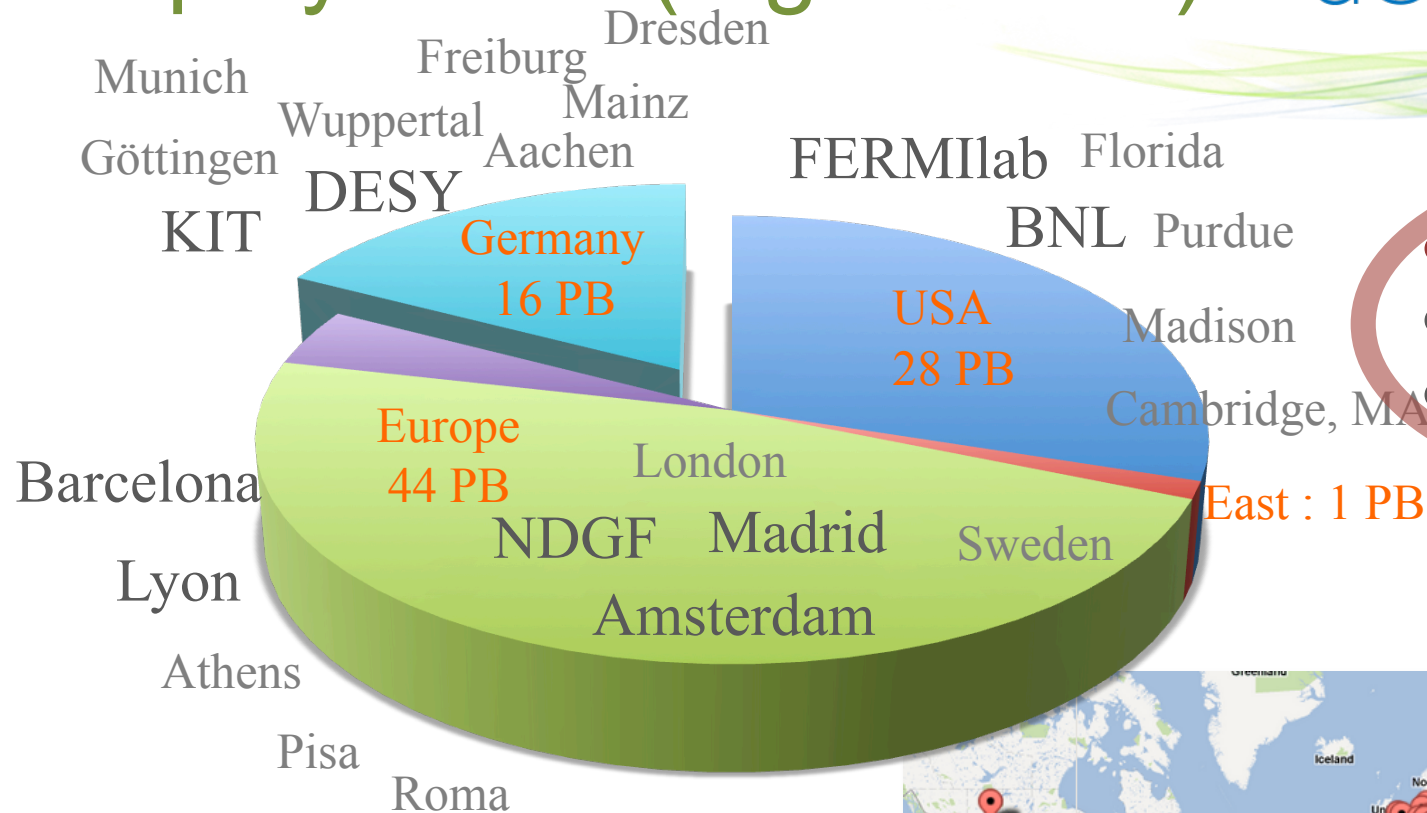 Dresden
Freiburg
Munich
Mainz
Wuppertal
Göttingen
Aachen
FERMIlab
Florida
DESY
KIT
BNL
Purdue
Germany
16 PB
USA
28 PB
Madison
Cambridge, MA
Europe
44 PB
London
Barcelona
East : 1 PB
NDGF
Madrid
Sweden
Lyon
Amsterdam
Athens
Greenland
Pisa
Iceland
Roma